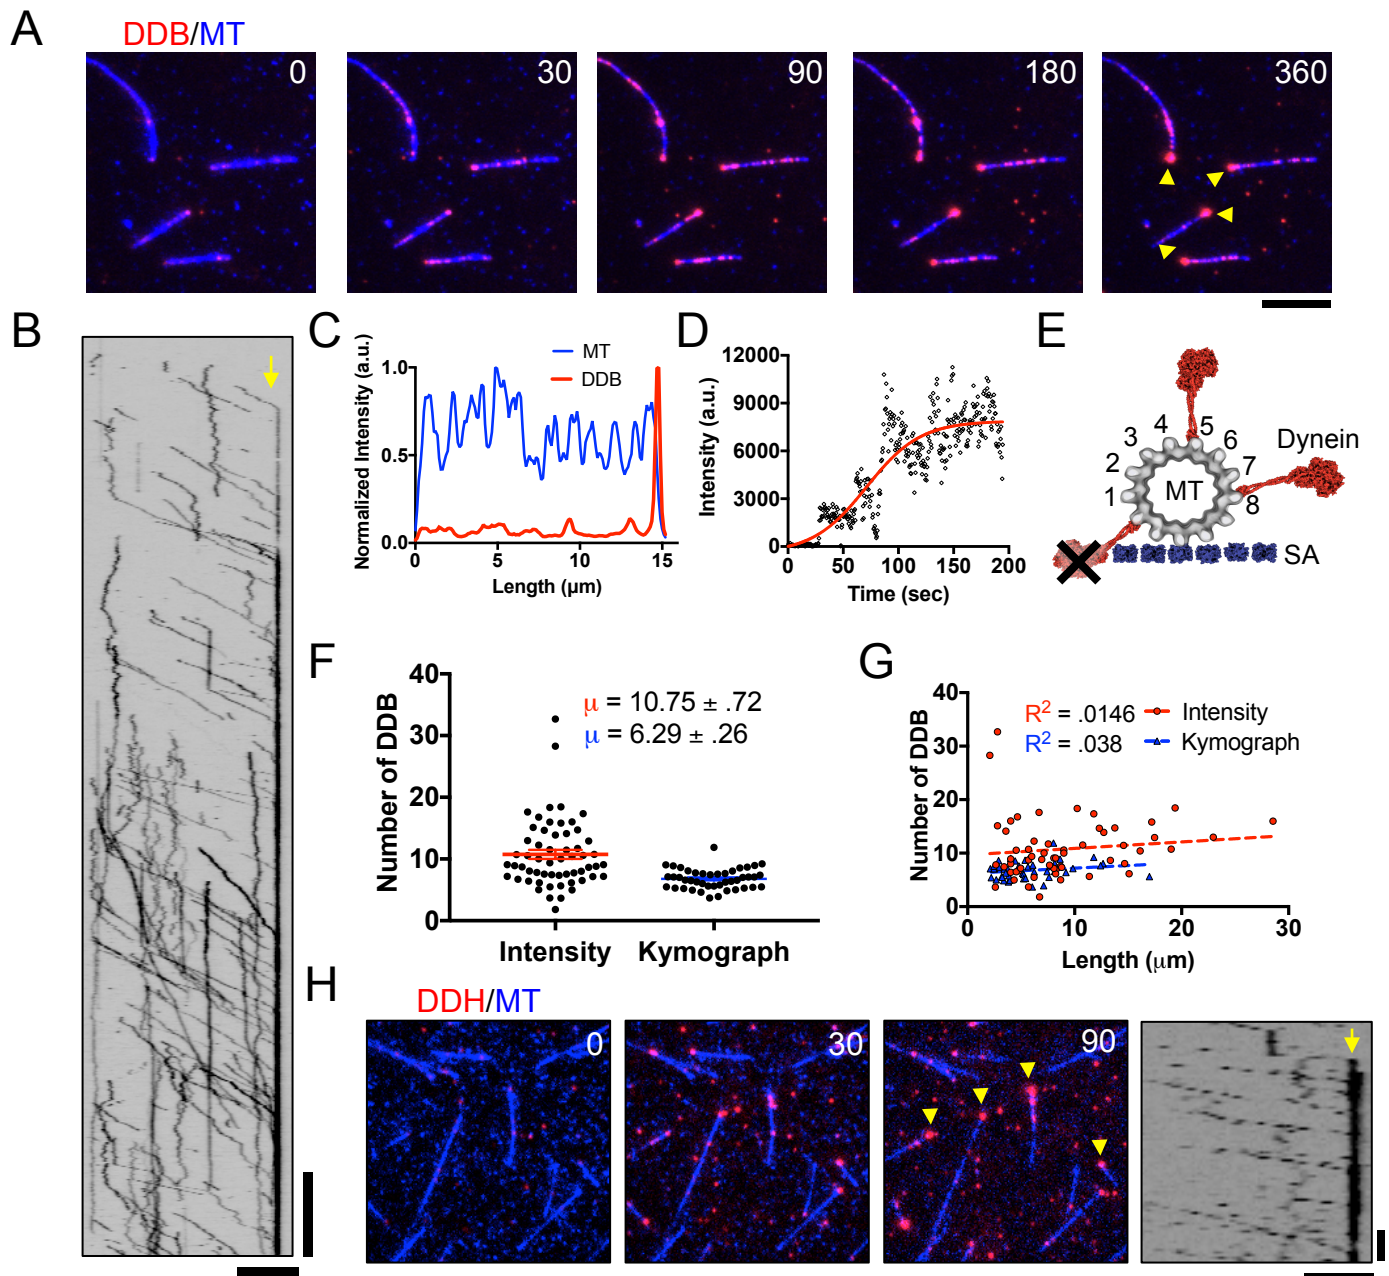 A
DDB/MT
0
30
90
180
360
B
C
Normalized Intensity (a.u.)
1.0
0.5
0.0
0
5
10
15
Length (μm)
MT
DDB
D
Intensity (a.u.)
12000
9000
6000
3000
0
0
50
100
150
200
Time (sec)
E
1
2
3
4
5
6
7
8
MT
Dynein
SA
F
Number of DDB
40
30
20
10
0
μ = 10.75 ± .72
μ = 6.29 ± .26
Intensity
Kymograph
G
Number of DDB
40
30
20
10
0
R² = .0146
Intensity
R² = .038
Kymograph
0
10
20
30
Length (μm)
H
DDH/MT
0
30
90